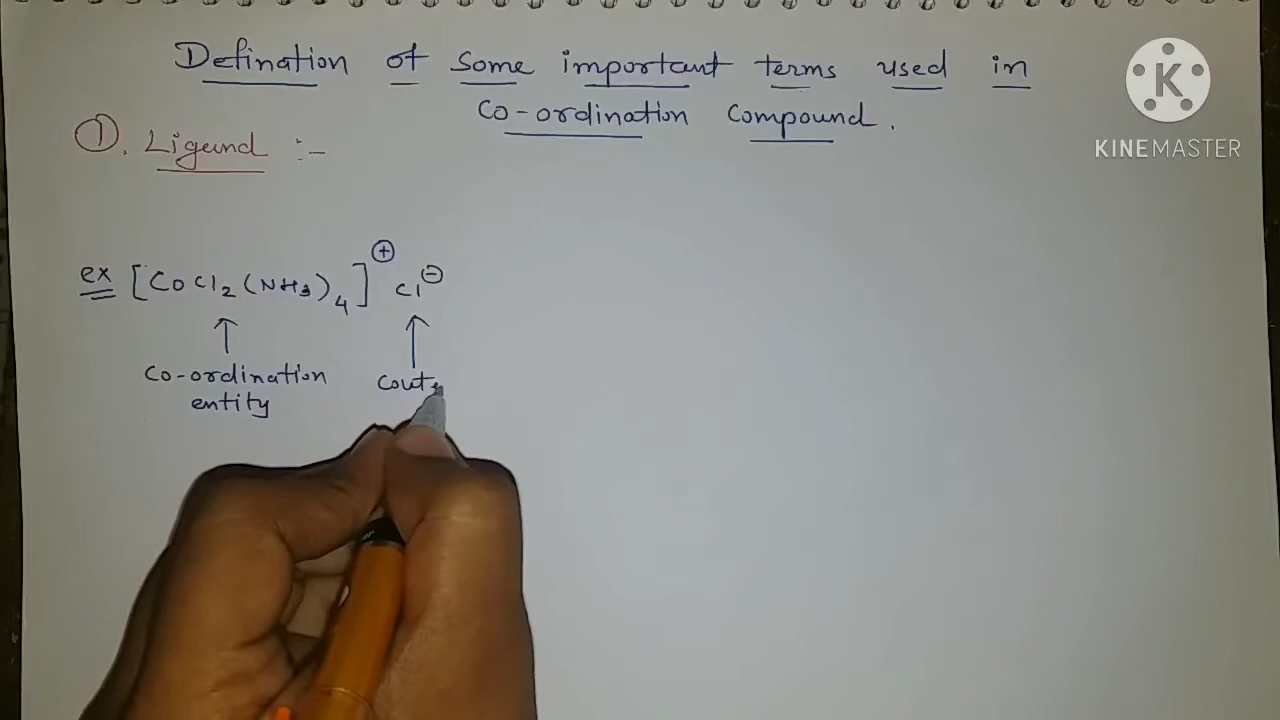 Defination of some important terms used in
Co-ordination Compound.
①. Ligand :-
ex [CoCl₂(NH₃)₄]⊕ Cl⊖
Co-ordination
entity
Coute
K
KINEMASTER